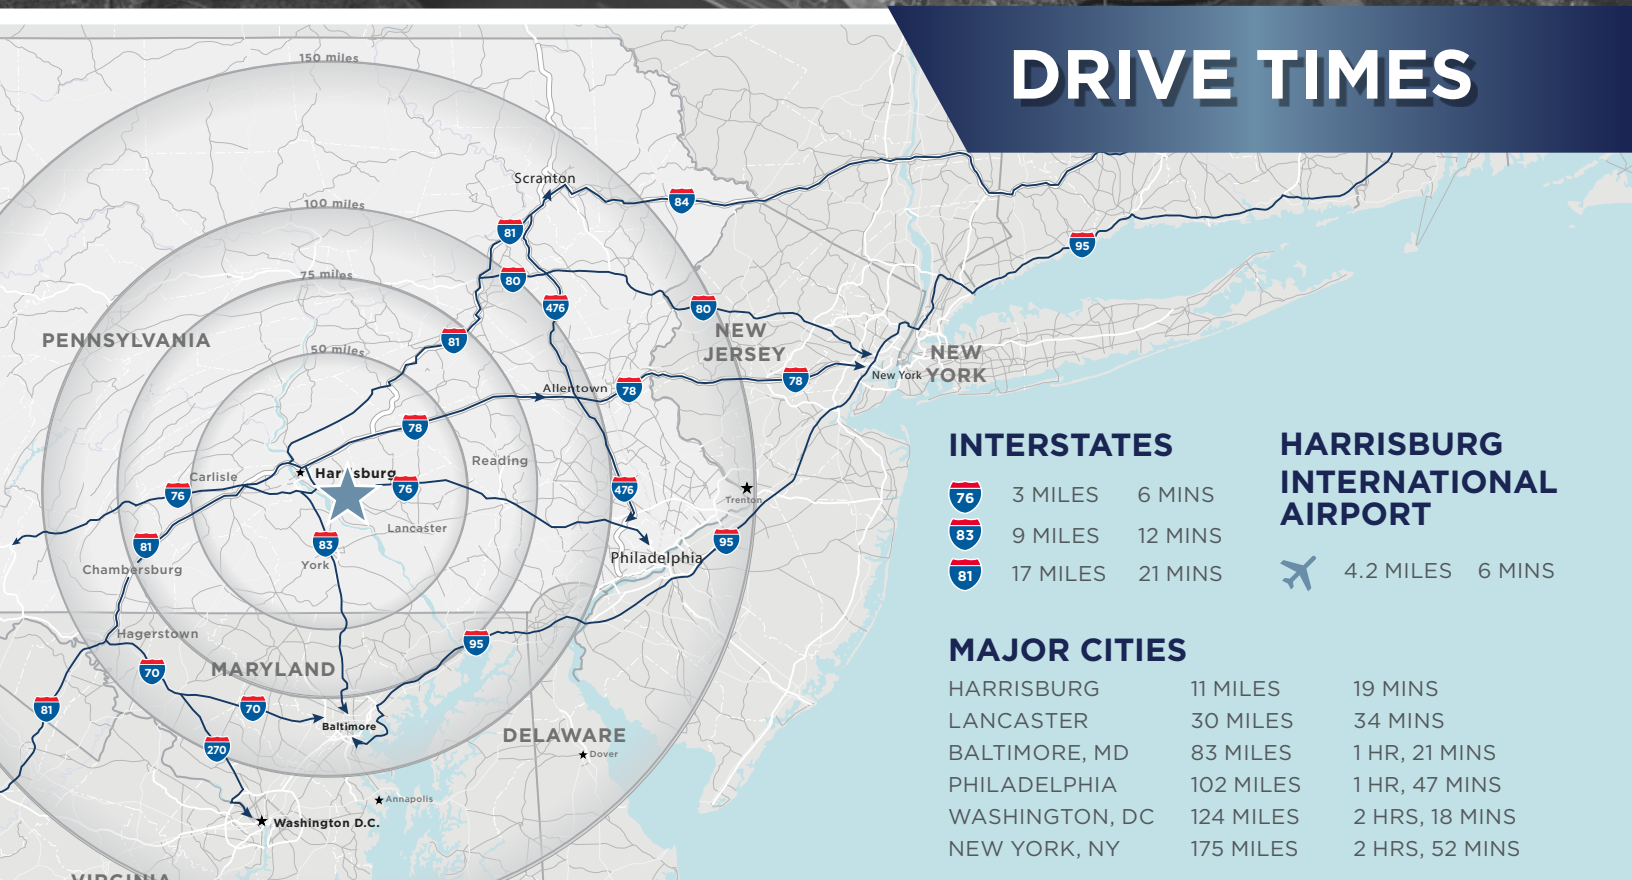 DRIVE TIMES
150 miles
Scranton
84
100 miles
81
95
75 miles
80
476
80
PENNSYLVANIA
81
NEW
JERSEY
50 miles
NEW
YORK
New York
Allentown
78
78
78
Harrisburg
Carlisle
Reading
76
76
476
Trenton
Lancaster
81
83
95
Philadelphia
Chambersburg
York
Hagerstown
95
MARYLAND
70
70
81
Baltimore
DELAWARE
Dover
270
Annapolis
Washington D.C.
VIRGINIA
INTERSTATES
76 3 MILES 6 MINS
83 9 MILES 12 MINS
81 17 MILES 21 MINS
HARRISBURG
INTERNATIONAL
AIRPORT
4.2 MILES 6 MINS
MAJOR CITIES
HARRISBURG 11 MILES 19 MINS
LANCASTER 30 MILES 34 MINS
BALTIMORE, MD 83 MILES 1 HR, 21 MINS
PHILADELPHIA 102 MILES 1 HR, 47 MINS
WASHINGTON, DC 124 MILES 2 HRS, 18 MINS
NEW YORK, NY 175 MILES 2 HRS, 52 MINS